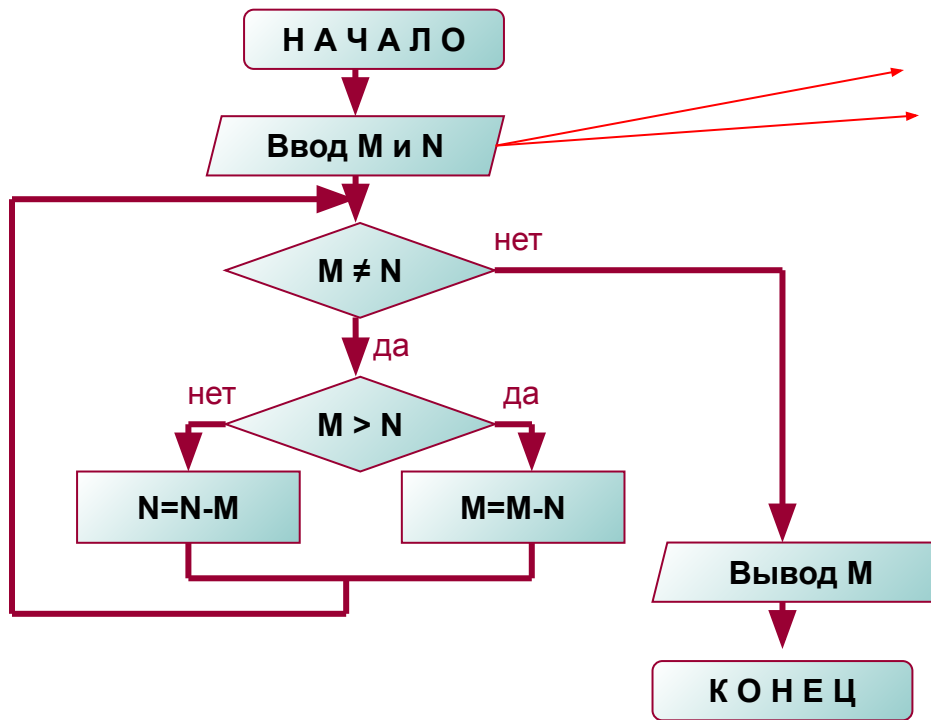 Н А Ч А Л О
Ввод M и N
нет
M ≠ N
да
нет
да
M > N
N=N-M
M=M-N
Вывод M
К О Н Е Ц